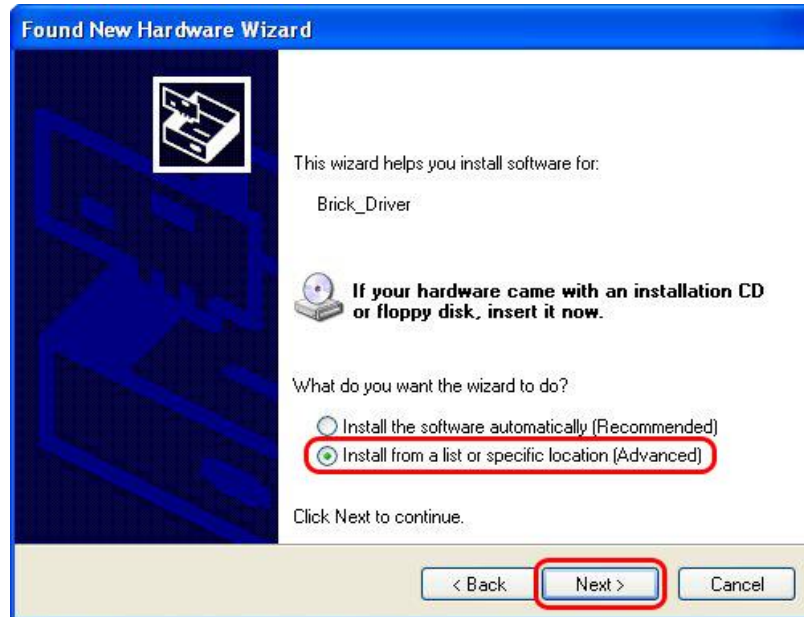 Found New Hardware Wizard
This wizard helps you install software for:
Brick_Driver
If your hardware came with an installation CD
or floppy disk, insert it now.
What do you want the wizard to do?
Install the software automatically (Recommended)
Install from a list or specific location (Advanced)
Click Next to continue.
< Back Next > Cancel